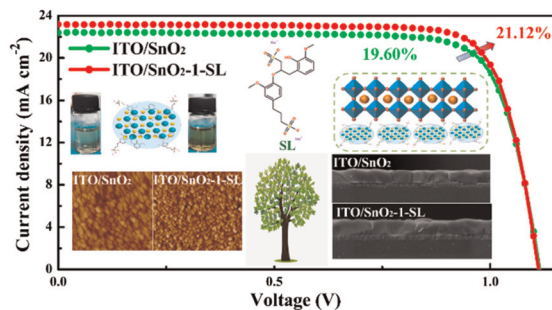 24
20
16
12
8
4
0
Current density (mA cm⁻²)
ITO/SnO₂
ITO/SnO₂-1-SL
19.60%
21.12%
SL
ITO/SnO₂
ITO/SnO₂-1-SL
ITO/SnO₂
ITO/SnO₂-1-SL
0.0
0.5
1.0
Voltage (V)